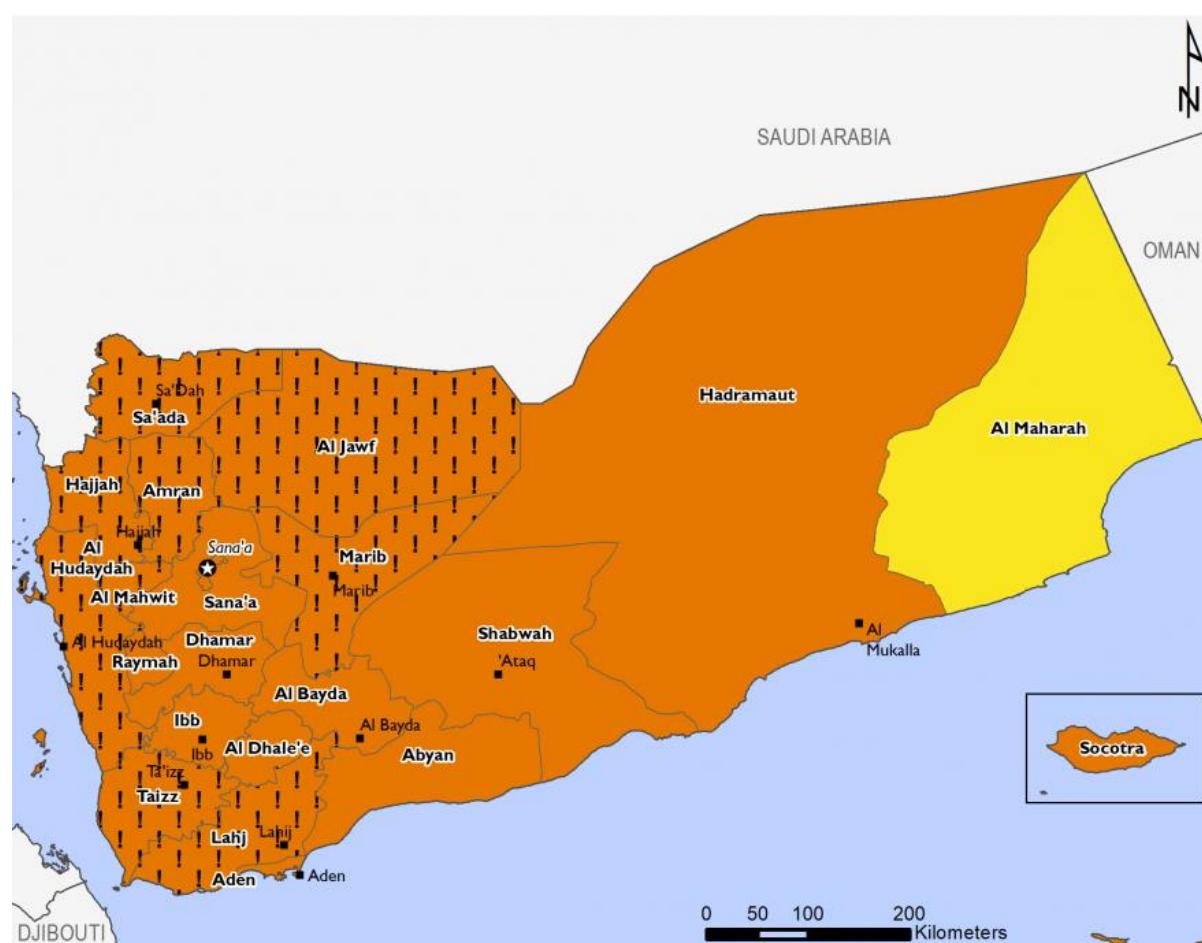 N
SAUDI ARABIA
OMAN
Sa'Dah
Sa'ada
Hadramaut
Al Maharah
Al Jawf
Hajjah
Amran
Hajjah
Sana'a
Al
Hudaydah
Marib
Marib
Al Mahwit
Sana'a
Al Hudaydah
Dhamar
Raymah
Dhamar
Shabwah
'Ataq
Al
Mukalla
Al Bayda
Al Bayda
Ibb
Ibb
Al Dhale'e
Abyan
Socotra
Ta'izz
Taizz
Lahij
Lahj
Aden
Aden
DJIBOUTI
0 50 100 200
Kilometers